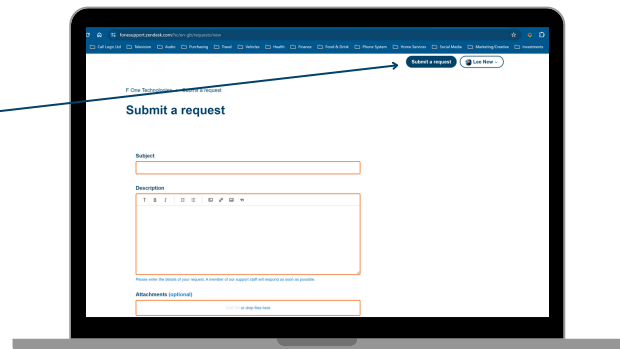 fonesupport.zendesk.com/hc/en-gb/requests/new
Call Logic Ltd Television Audio Purchasing Travel Vehicles Health Finance Food & Drink Phone System Home Services Social Media Marketing/Creative Investments
Submit a request Lee New
F One Technologies Submit a request
Submit a request
Subject
Description
T B I
Please enter the details of your request. A member of our support staff will respond as soon as possible.
Attachments (optional)
or drop files here